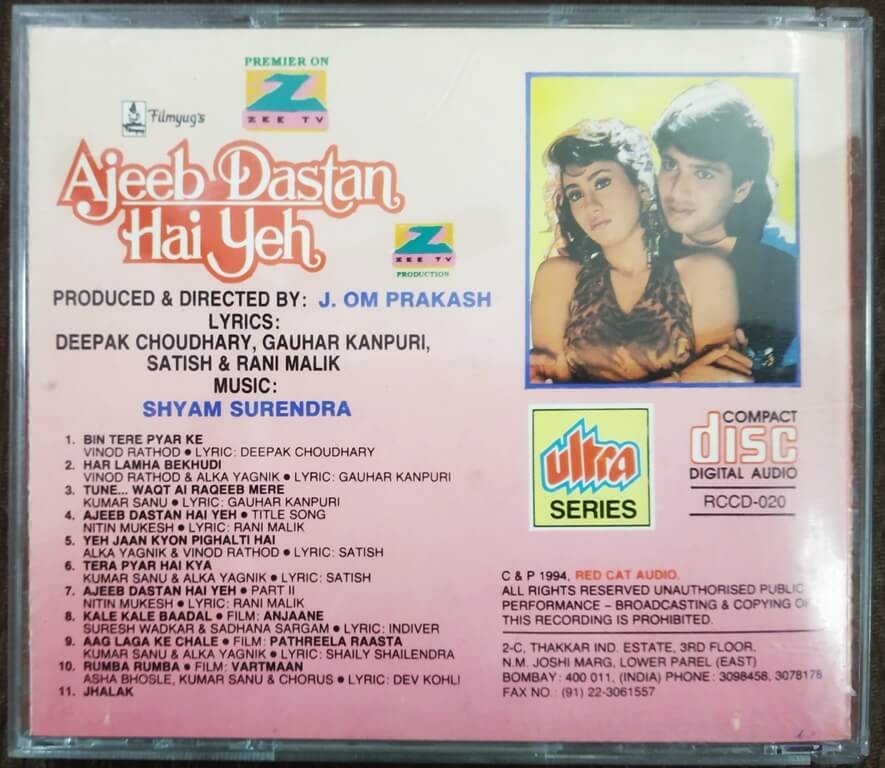 PREMIER ON
Z
ZEE TV
Filmyug's
Ajeeb Dastan
Hai Yeh
Z
ZEE TV
PRODUCTION
PRODUCED & DIRECTED BY: J. OM PRAKASH
LYRICS:
DEEPAK CHOUDHARY, GAUHAR KANPURI,
SATISH & RANI MALIK
MUSIC:
SHYAM SURENDRA
1. BIN TERE PYAR KE
VINOD RATHOD ● LYRIC: DEEPAK CHOUDHARY
2. HAR LAMHA BEKHUDI
VINOD RATHOD & ALKA YAGNIK ● LYRIC: GAUHAR KANPURI
3. TUNE... WAQT AI RAQEEB MERE
KUMAR SANU ● LYRIC: GAUHAR KANPURI
4. AJEEB DASTAN HAI YEH ● TITLE SONG
NITIN MUKESH ● LYRIC: RANI MALIK
5. YEH JAAN KYON PIGHALTI HAI
ALKA YAGNIK & VINOD RATHOD ● LYRIC: SATISH
6. TERA PYAR HAI KYA
KUMAR SANU & ALKA YAGNIK ● LYRIC: SATISH
7. AJEEB DASTAN HAI YEH ● PART II
NITIN MUKESH ● LYRIC: RANI MALIK
8. KALE KALE BAADAL ● FILM: ANJAANE
SURESH WADKAR & SADHANA SARGAM ● LYRIC: INDIVER
9. AAG LAGA KE CHALE ● FILM: PATHREELA RAASTA
KUMAR SANU & ALKA YAGNIK ● LYRIC: SHAILY SHAILENDRA
10. RUMBA RUMBA ● FILM: VARTMAAN
ASHA BHOSLE, KUMAR SANU & CHORUS ● LYRIC: DEV KOHLI
11. JHALAK
ultra
SERIES
COMPACT
disc
DIGITAL AUDIO
RCCD-020
C & P 1994, RED CAT AUDIO.
ALL RIGHTS RESERVED UNAUTHORISED PUBLIC
PERFORMANCE – BROADCASTING & COPYING OF
THIS RECORDING IS PROHIBITED.
2-C, THAKKAR IND. ESTATE, 3RD FLOOR,
N.M. JOSHI MARG, LOWER PAREL (EAST)
BOMBAY : 400 011, (INDIA) PHONE : 3098458, 3078176
FAX NO. : (91) 22-3061557